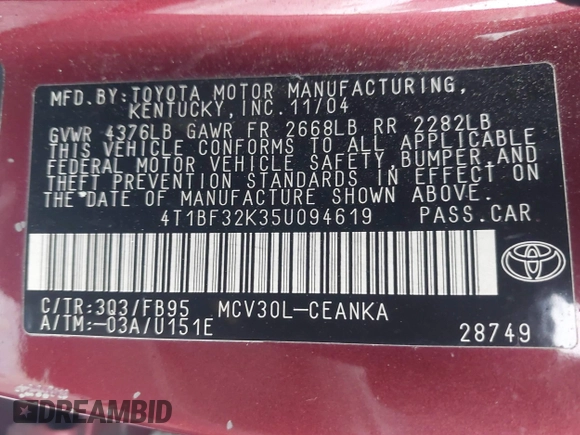 MFD.BY:TOYOTA MOTOR MANUFACTURING,
KENTUCKY,INC.11/04
GVWR 4376LB GAWR FR 2668LB RR 2282LB
THIS VEHICLE CONFORMS TO ALL APPLICABLE
FEDERAL MOTOR VEHICLE SAFETY,BUMPER,AND
THEFT PREVENTION STANDARDS IN EFFECT ON
THE DATE OF MANUFACTURE SHOWN ABOVE.
4T1BF32K35U094619 PASS.CAR
C/TR:3Q3/FB95 MCV30L-CEANKA
A/TM:-03A/U151E
28749
DREAMBID